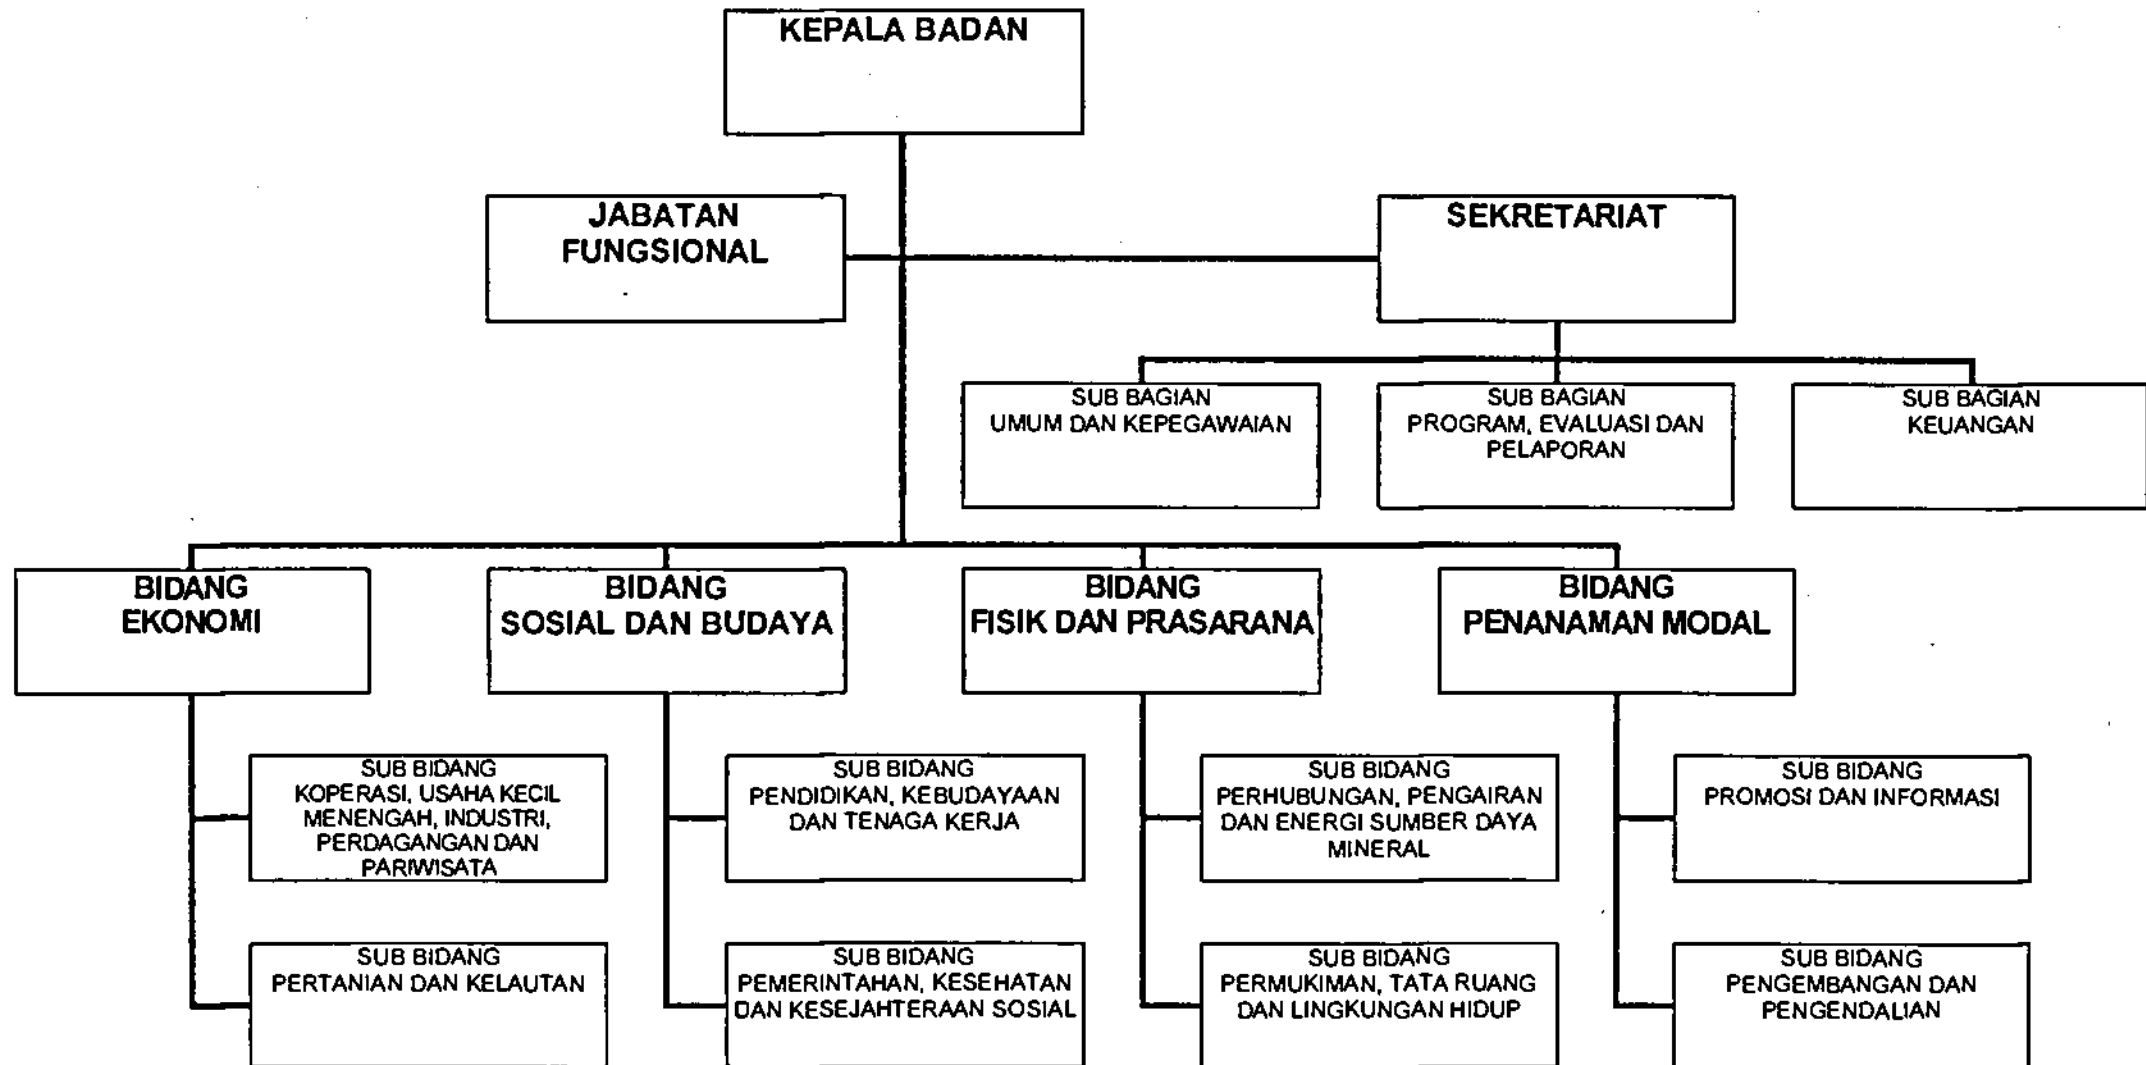 KEPALA BADAN
JABATAN
FUNGSIONAL
SEKRETARIAT
SUB BAGIAN
UMUM DAN KEPEGAWAIAN
SUB BAGIAN
PROGRAM, EVALUASI DAN
PELAPORAN
SUB BAGIAN
KEUANGAN
BIDANG
EKONOMI
BIDANG
SOSIAL DAN BUDAYA
BIDANG
FISIK DAN PRASARANA
BIDANG
PENANAMAN MODAL
SUB BIDANG
KOPERASI, USAHA KECIL
MENENGAH, INDUSTRI,
PERDAGANGAN DAN
PARIWISATA
SUB BIDANG
PENDIDIKAN, KEBUDAYAAN
DAN TENAGA KERJA
SUB BIDANG
PERHUBUNGAN, PENGAIRAN
DAN ENERGI SUMBER DAYA
MINERAL
SUB BIDANG
PROMOSI DAN INFORMASI
SUB BIDANG
PERTANIAN DAN KELAUTAN
SUB BIDANG
PEMERINTAHAN, KESEHATAN
DAN KESEJAHTERAAN SOSIAL
SUB BIDANG
PERMUKIMAN, TATA RUANG
DAN LINGKUNGAN HIDUP
SUB BIDANG
PENGEMBANGAN DAN
PENGENDALIAN